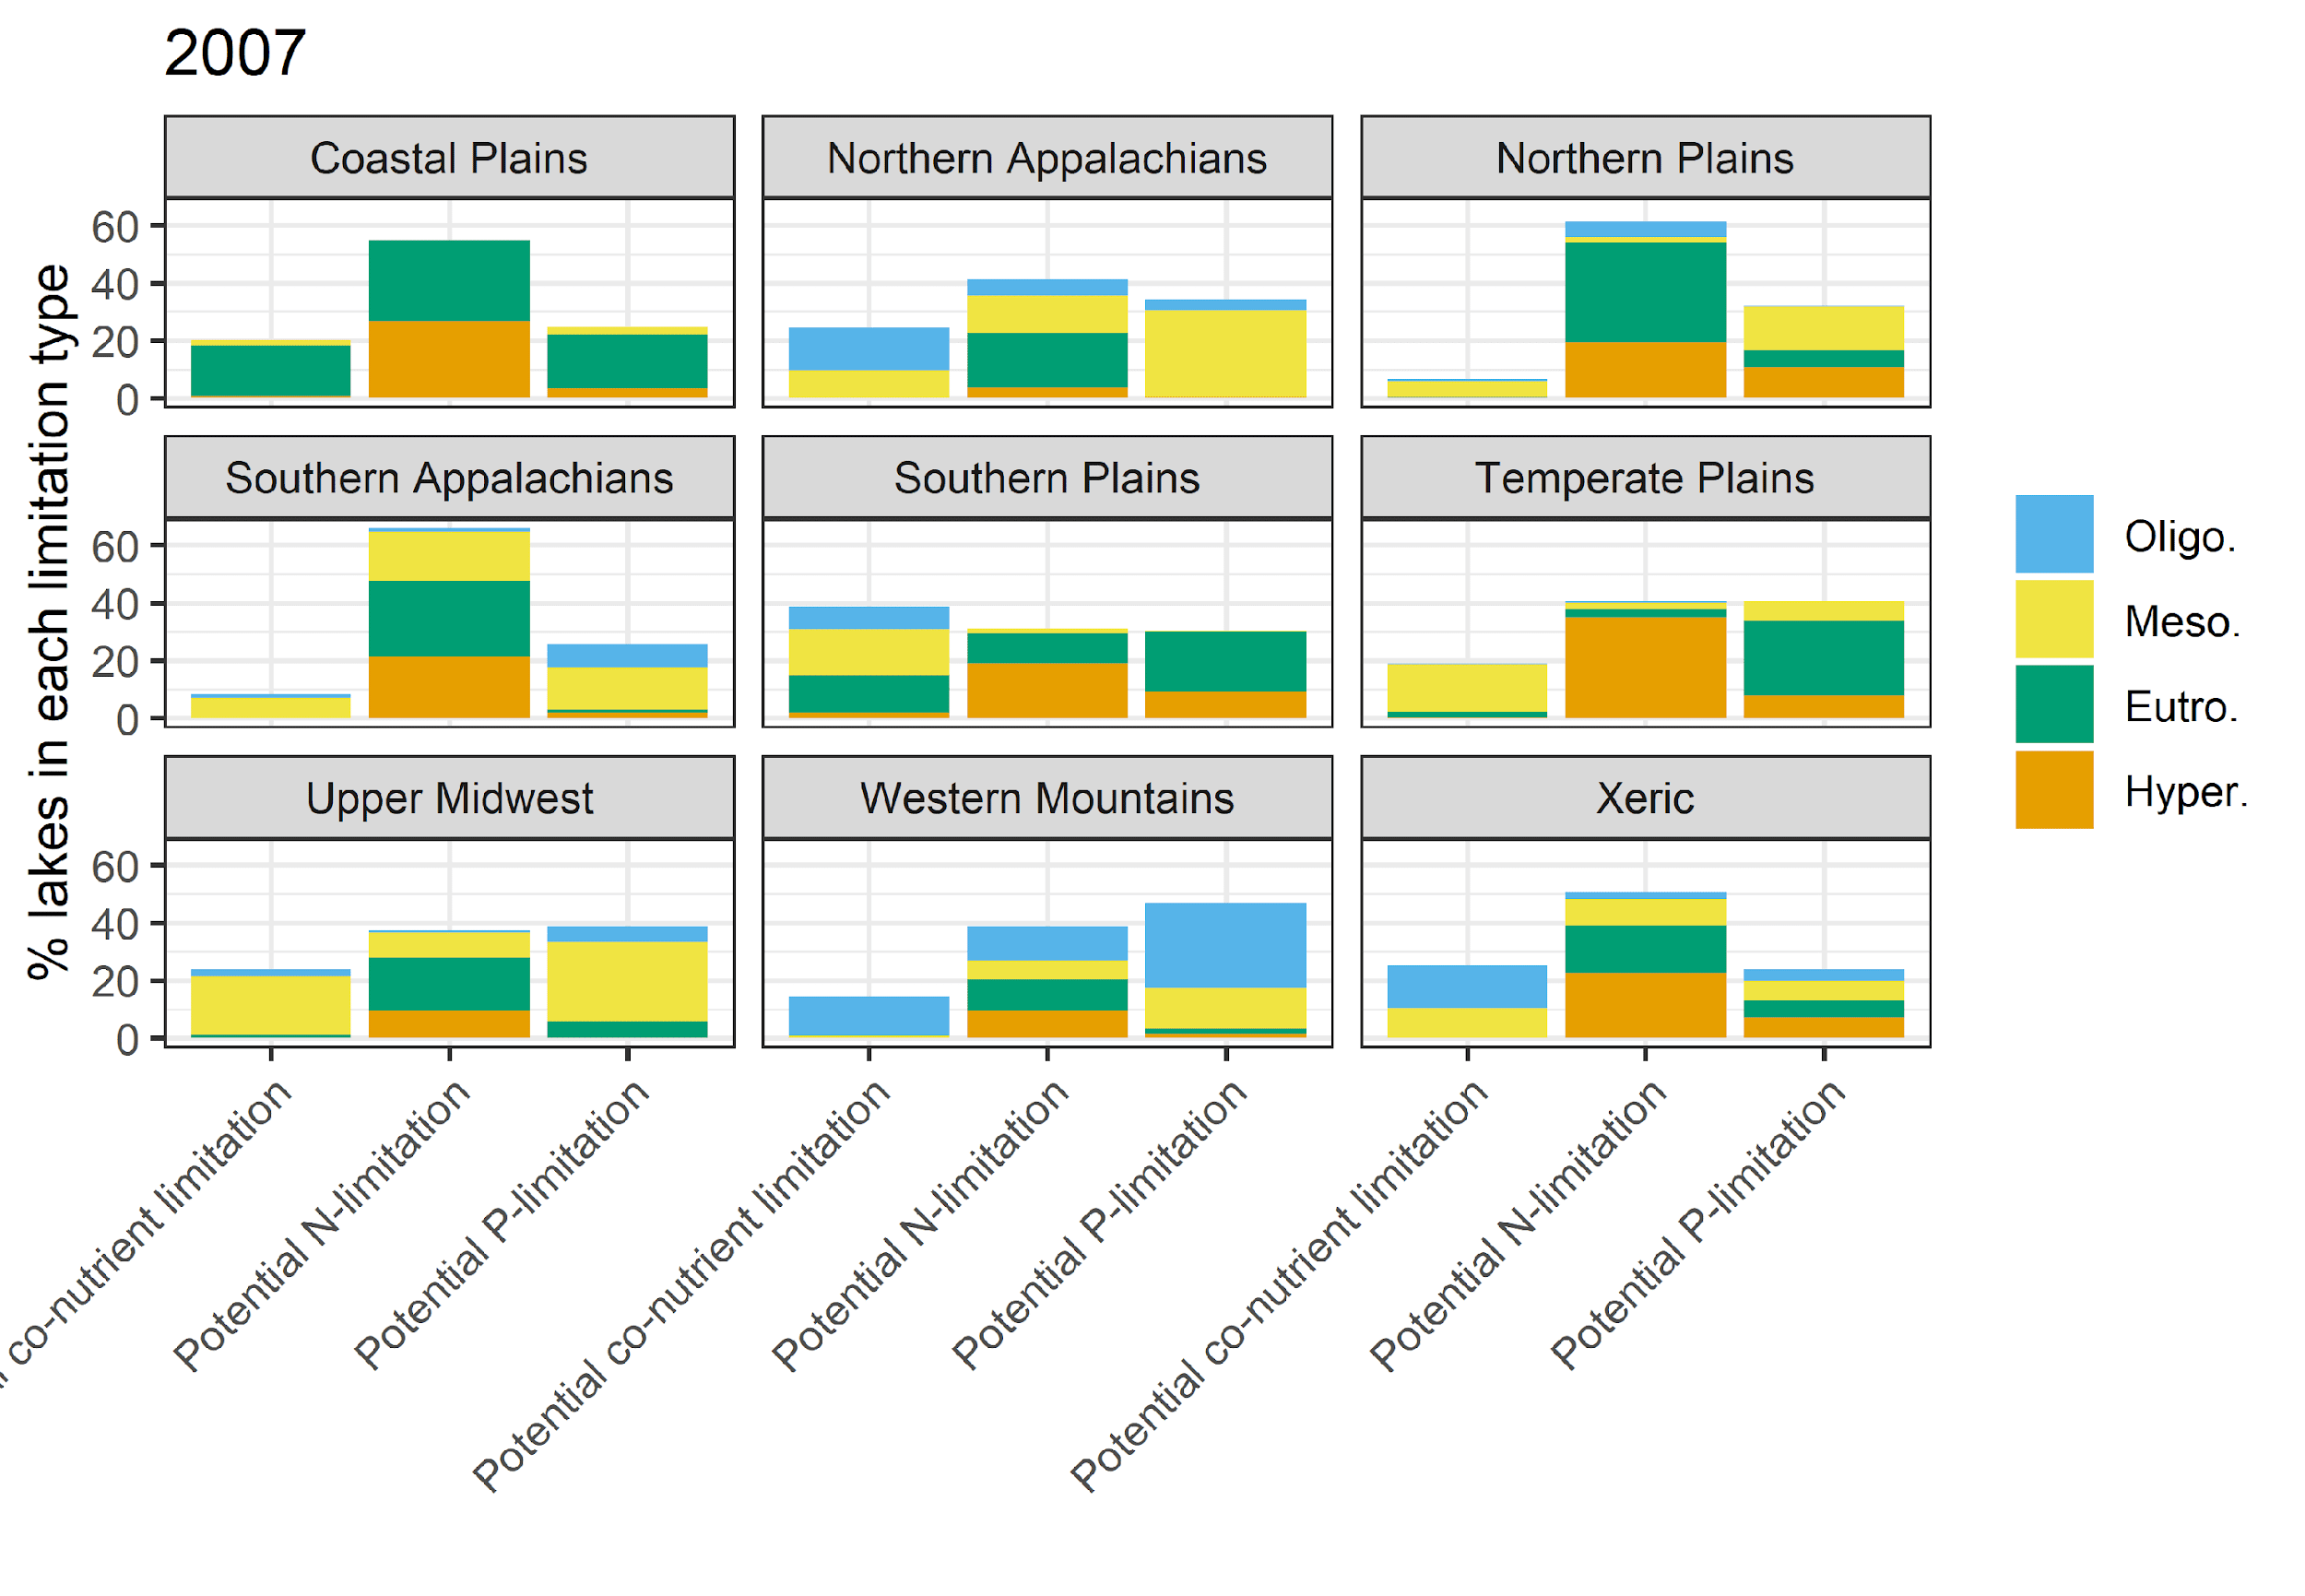 2007
Coastal Plains
Northern Appalachians
Northern Plains
60
40
20
0
Southern Appalachians
Southern Plains
Temperate Plains
60
40
20
0
Upper Midwest
Western Mountains
Xeric
60
40
20
0
% lakes in each limitation type
co-nutrient limitation
Potential N-limitation
Potential P-limitation
Potential co-nutrient limitation
Potential N-limitation
Potential P-limitation
Potential co-nutrient limitation
Potential N-limitation
Potential P-limitation
Oligo.
Meso.
Eutro.
Hyper.